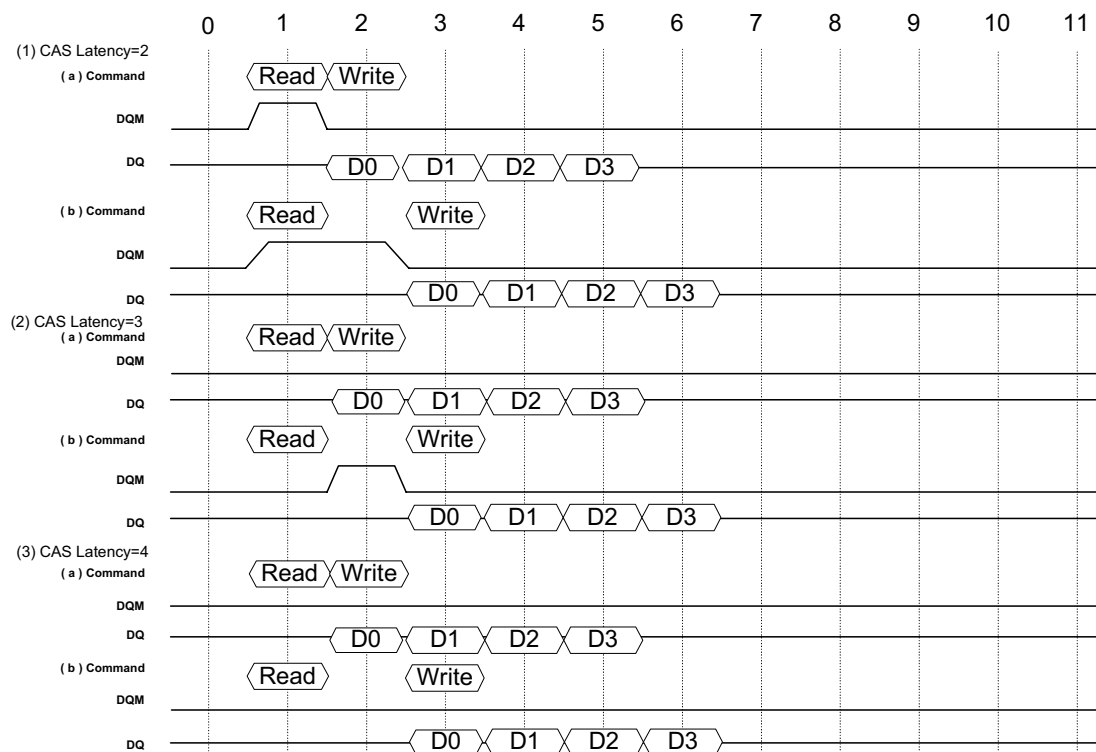 0 1 2 3 4 5 6 7 8 9 10 11
(1) CAS Latency=2
( a ) Command Read Write
DQM
DQ D0 D1 D2 D3
( b ) Command Read Write
DQM
DQ D0 D1 D2 D3
(2) CAS Latency=3
( a ) Command Read Write
DQM
DQ D0 D1 D2 D3
( b ) Command Read Write
DQM
DQ D0 D1 D2 D3
(3) CAS Latency=4
( a ) Command Read Write
DQM
DQ D0 D1 D2 D3
( b ) Command Read Write
DQM
DQ D0 D1 D2 D3